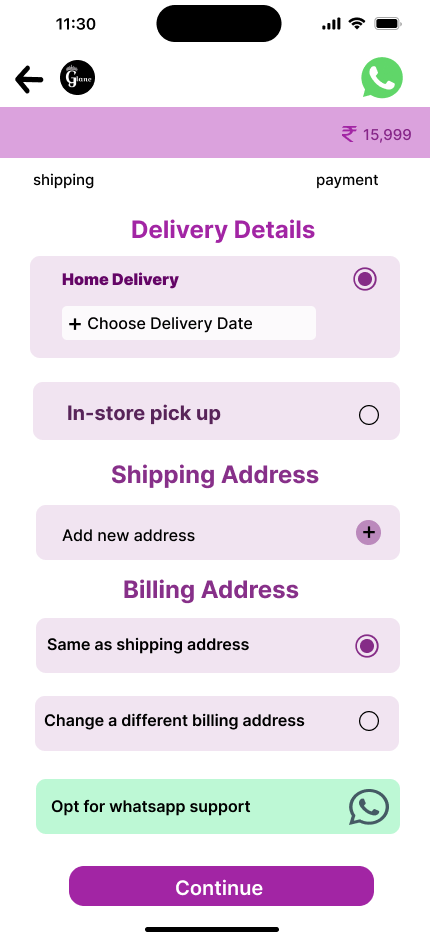 11:30
Glane
₹ 15,999
shipping payment
Delivery Details
Home Delivery
+ Choose Delivery Date
In-store pick up
Shipping Address
Add new address +
Billing Address
Same as shipping address
Change a different billing address
Opt for whatsapp support
Continue